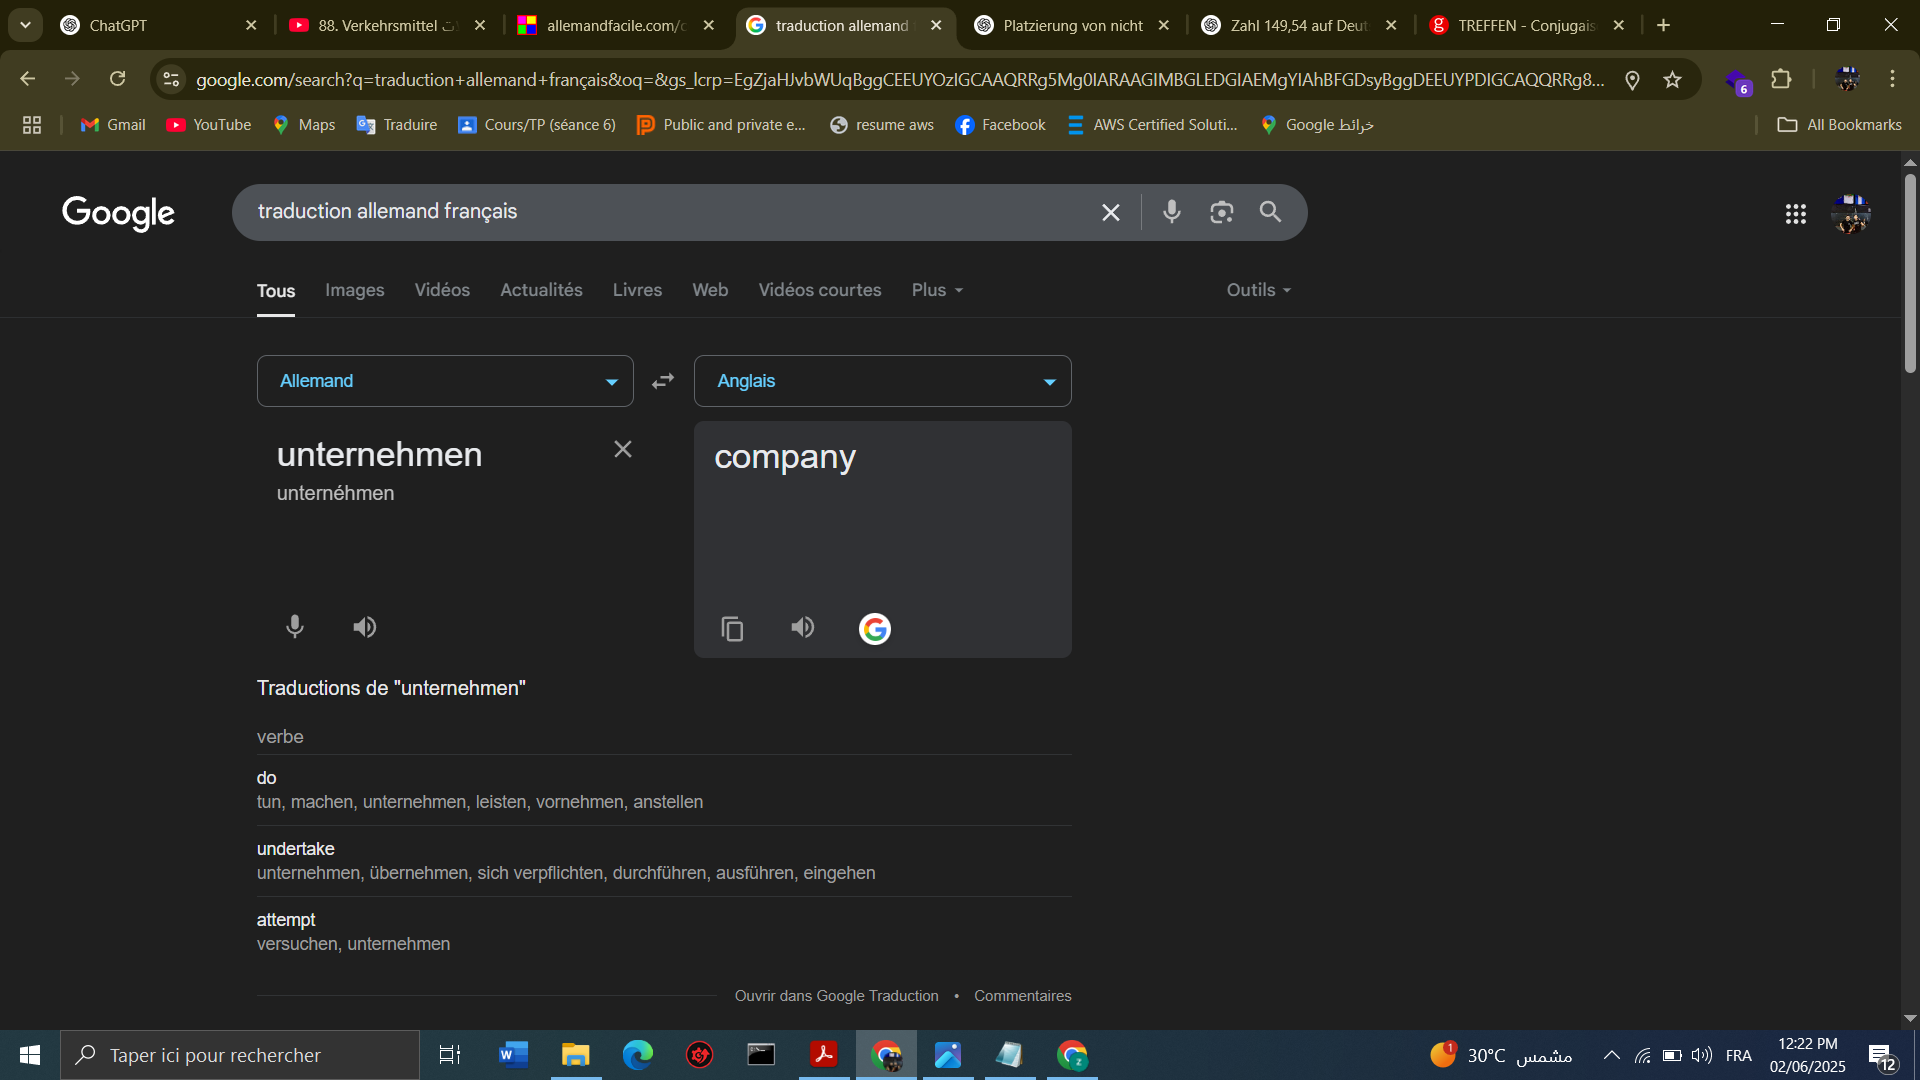 ChatGPT
88. Verkehrsmittel
allemandfacile.com/c
traduction allemand
Platzierung von nicht
Zahl 149,54 auf Deut
TREFFEN - Conjugais
google.com/search?q=traduction+allemand+français&oq=&gs_lcrp=EgZjaHJvbWUqBggCEEUYOzIGCAAQRRg5Mg0IARAAGIMBGLEDGIAEMgYIAhBFGDsyBggDEEUYPDIGCAQQRRg8...
6
Gmail
YouTube
Maps
Traduire
Cours/TP (séance 6)
Public and private e...
resume aws
Facebook
AWS Certified Soluti...
Google خرائط
All Bookmarks
Google
traduction allemand français
Tous Images Vidéos Actualités Livres Web Vidéos courtes Plus Outils
Allemand
Anglais
unternehmen
unternéhmen
company
Traductions de "unternehmen"
verbe
do
tun, machen, unternehmen, leisten, vornehmen, anstellen
undertake
unternehmen, übernehmen, sich verpflichten, durchführen, ausführen, eingehen
attempt
versuchen, unternehmen
Ouvrir dans Google Traduction • Commentaires
Taper ici pour rechercher
1
30°C مشمس
FRA
12:22 PM
02/06/2025
12